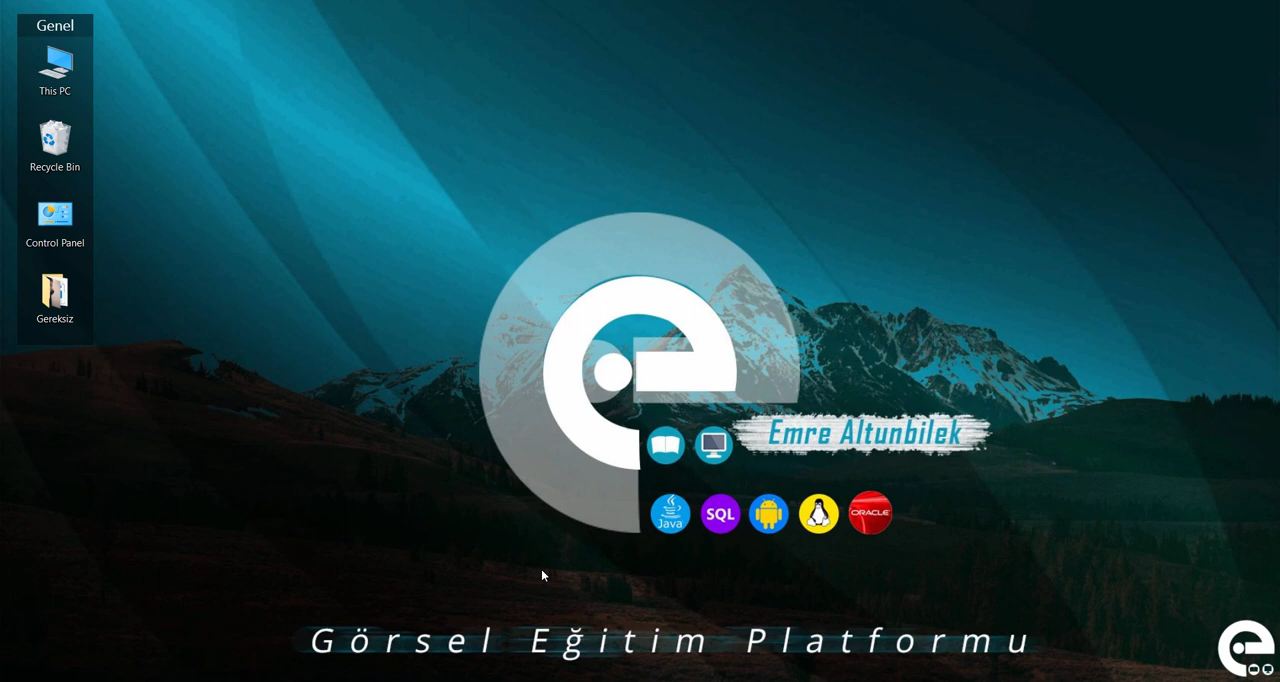 Genel
This PC
Recycle Bin
Control Panel
Gereksiz
Emre Altunbilek
Java
SQL
ORACLE
Görsel Eğitim Platformu